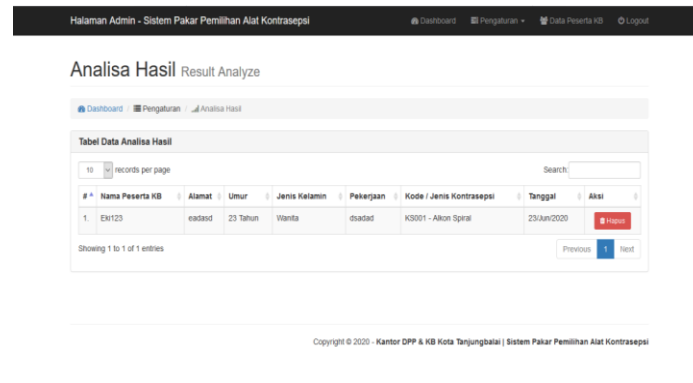 Halaman Admin - Sistem Pakar Pemilihan Alat Kontrasepsi Dashboard Pengaturan Data Peserta KB Logout
Analisa Hasil Result Analyze
Dashboard / Pengaturan / Analisa Hasil
Tabel Data Analisa Hasil
10 records per page Search:
# Nama Peserta KB Alamat Umur Jenis Kelamin Pekerjaan Kode / Jenis Kontrasepsi Tanggal Aksi
1. Eki123 eadasd 23 Tahun Wanita dsadad KS001 - Alkon Spiral 23/Jun/2020 Hapus
Showing 1 to 1 of 1 entries Previous 1 Next
Copyright © 2020 - Kantor DPP & KB Kota Tanjungbalai | Sistem Pakar Pemilihan Alat Kontrasepsi